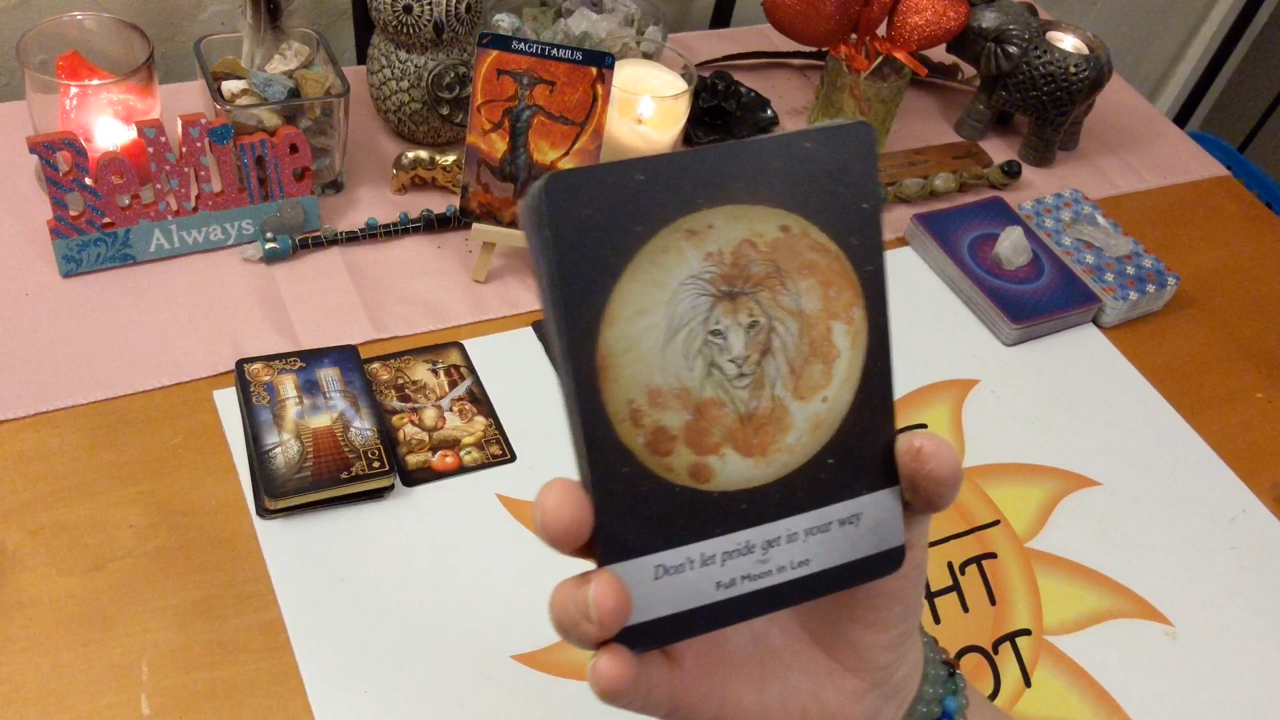 SAGITTARIUS 9
Be Mine
Always
Don't let pride get in your way
Full Moon in Leo
HT
OT